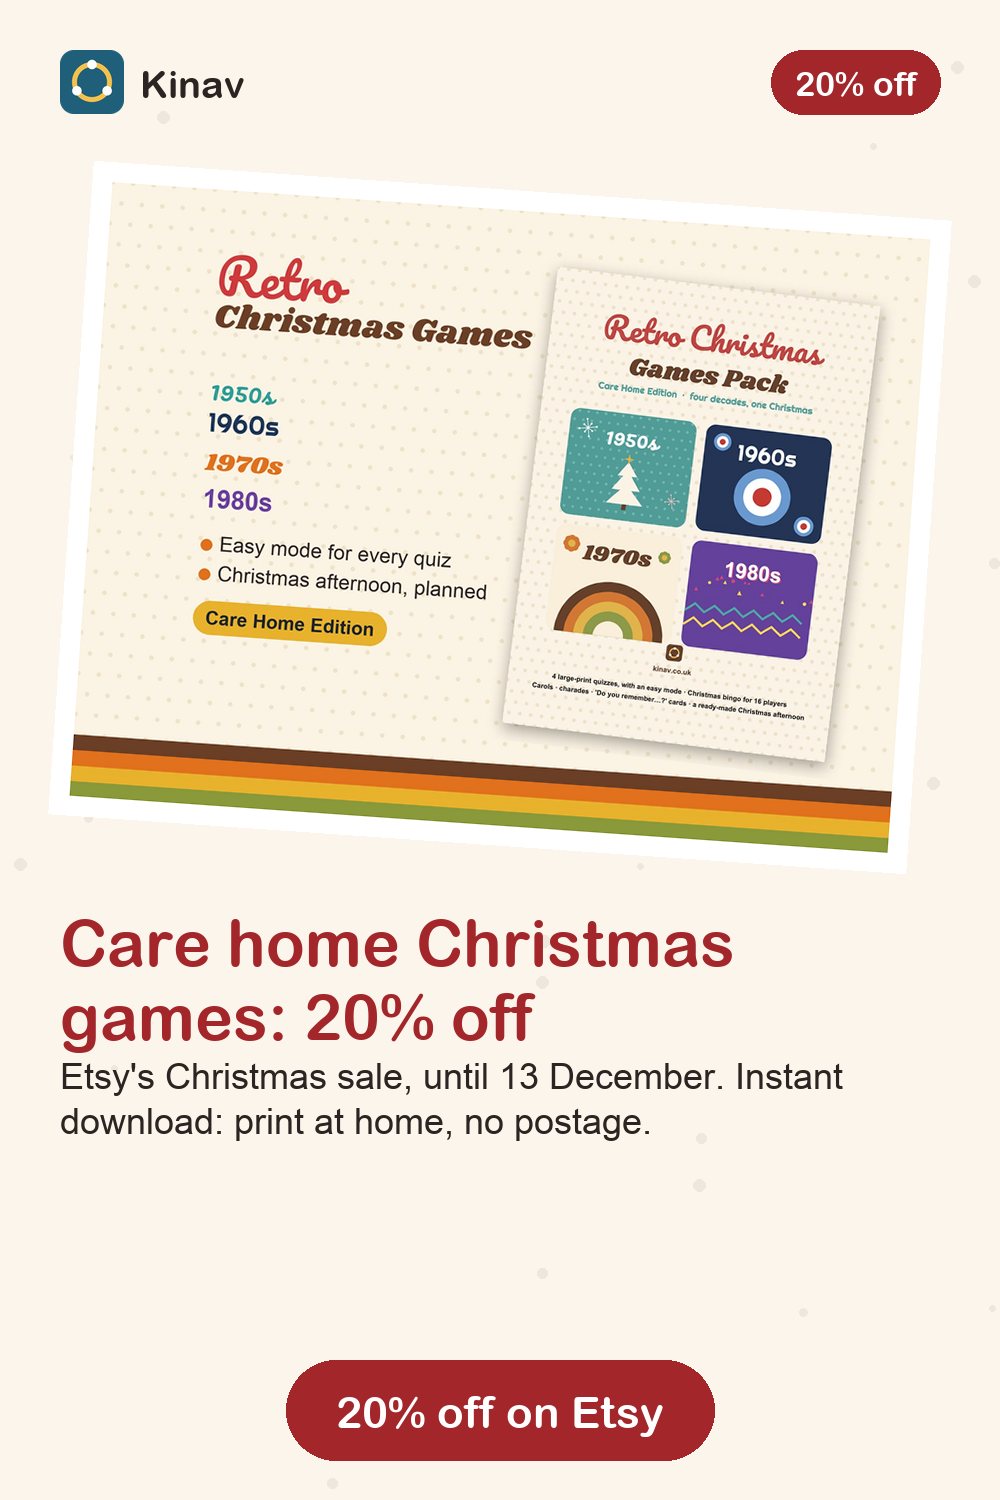 Kinav
20% off
Retro
Christmas Games
1950s
1960s
1970s
1980s
Easy mode for every quiz
Christmas afternoon, planned
Care Home Edition
Retro Christmas
Games Pack
Care Home Edition · four decades, one Christmas
1950s
1960s
1970s
1980s
kinav.co.uk
4 large-print quizzes, with an easy mode · Christmas bingo for 16 players
Carols · charades · 'Do you remember...?' cards · a ready-made Christmas afternoon
Care home Christmas
games: 20% off
Etsy's Christmas sale, until 13 December. Instant
download: print at home, no postage.
20% off on Etsy